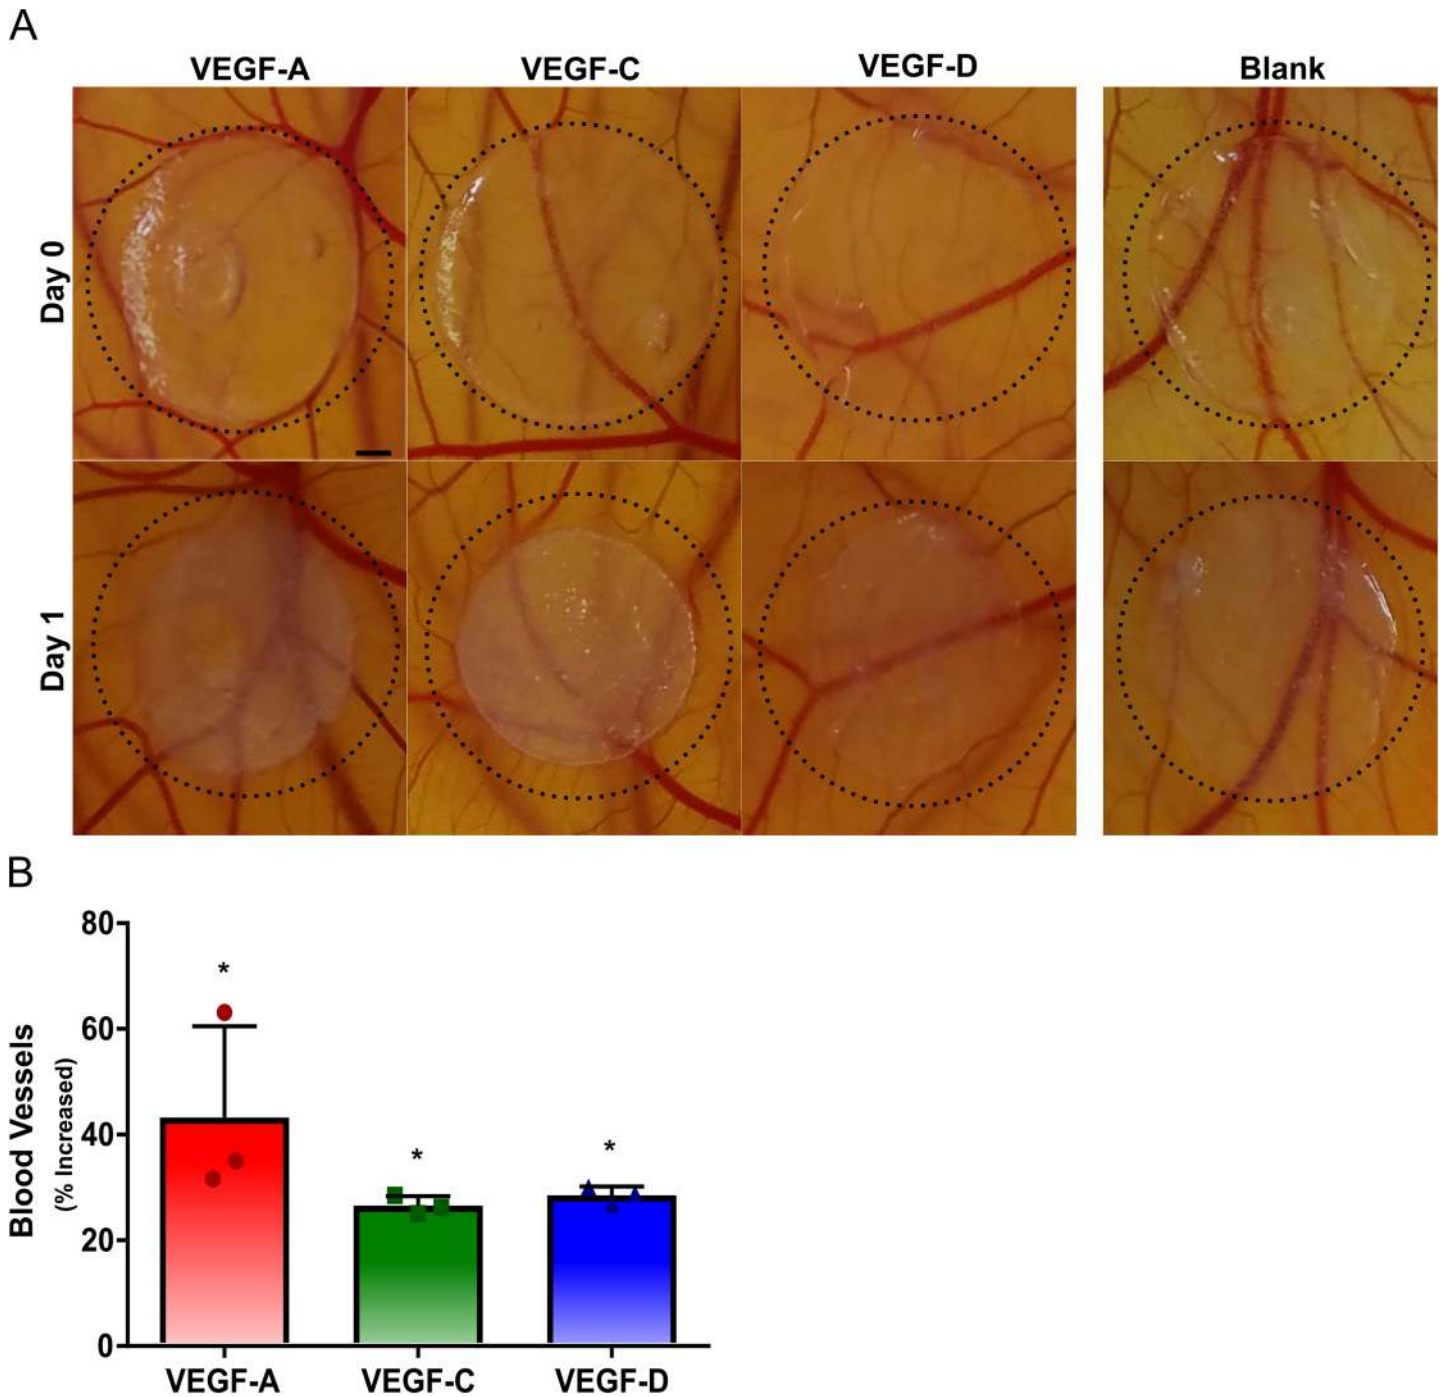 A
VEGF-A VEGF-C VEGF-D Blank
Day 0
Day 1
B
Blood Vessels
(% Increased)
80
60
40
20
0
*
*
*
VEGF-A VEGF-C VEGF-D